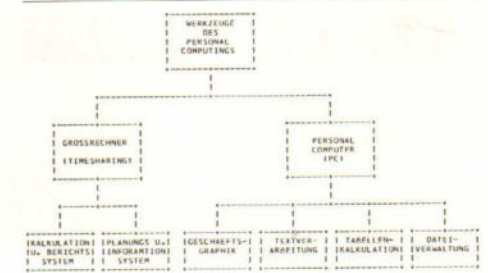 WERKZEUGE
DES
PERSONAL
COMPUTINGS
GROSSRECHNER
(TIMESHARING)
PERSONAL
COMPUTER
(PC)
KALKULATION
U. BERICHTS
SYSTEM
PLANUNGS U.
INFORAMTION
SYSTEM
GESCHAEFTS-
GRAPHIK
TEXTVER-
ARBEITUNG
TABELLEN-
KALKULATION
DATEI-
VERWALTUNG